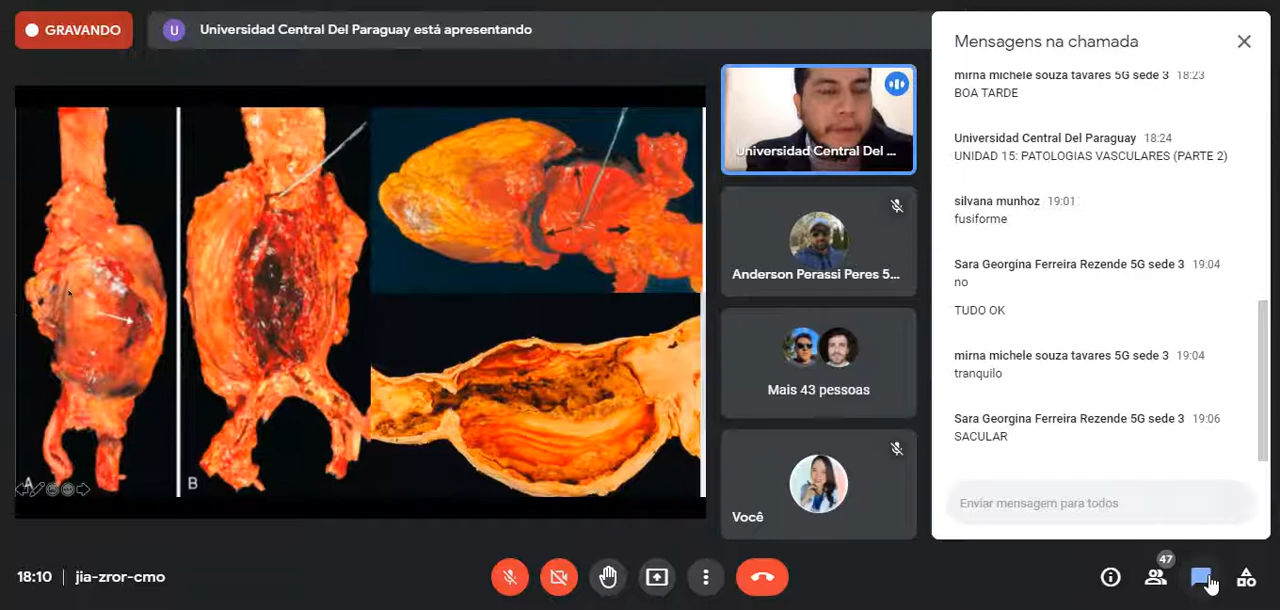 GRAVANDO
U
Universidad Central Del Paraguay está apresentando
A
B
Universidad Central Del ...
Anderson Perassi Peres 5...
Mais 43 pessoas
Você
Mensagens na chamada
mirna michele souza tavares 5G sede 3 18:23
BOA TARDE
Universidad Central Del Paraguay 18:24
UNIDAD 15: PATOLOGIAS VASCULARES (PARTE 2)
silvana munhoz 19:01
fusiforme
Sara Georgina Ferreira Rezende 5G sede 3 19:04
no
TUDO OK
mirna michele souza tavares 5G sede 3 19:04
tranquilo
Sara Georgina Ferreira Rezende 5G sede 3 19:06
SACULAR
Enviar mensagem para todos
18:10 | jia-zror-cmo
47